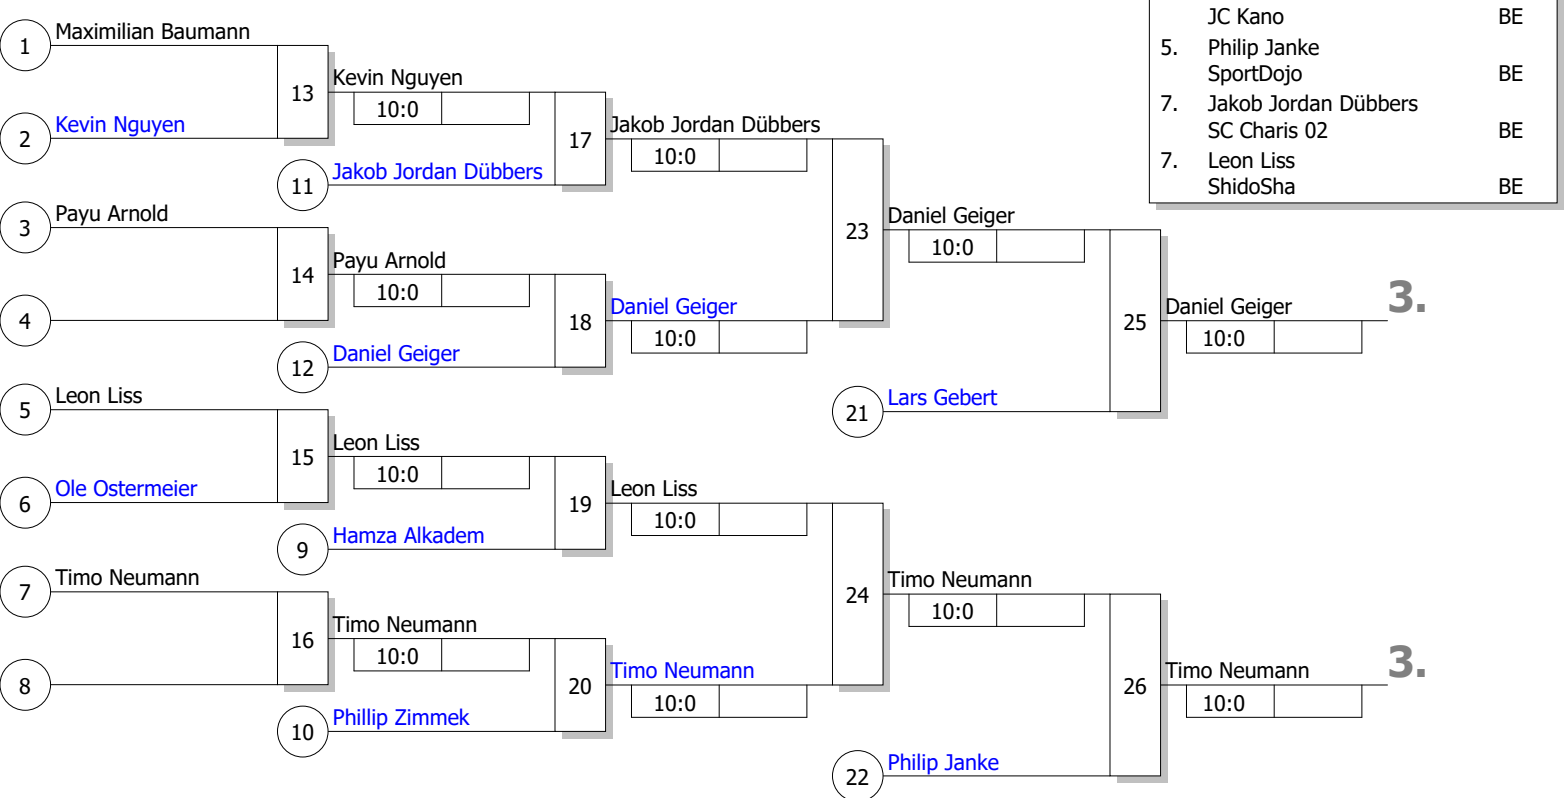 JC Kano BE
5. Philip Janke
SportDojo BE
7. Jakob Jordan Dübbers
SC Charis 02 BE
7. Leon Liss
ShidoSha BE
1 Maximilian Baumann
13 Kevin Nguyen
10:0
2 Kevin Nguyen
17 Jakob Jordan Dübbers
10:0
11 Jakob Jordan Dübbers
3 Payu Arnold
23 Daniel Geiger
10:0
14 Payu Arnold
10:0
4
18 Daniel Geiger
10:0
25 Daniel Geiger 3.
10:0
12 Daniel Geiger
5 Leon Liss
21 Lars Gebert
15 Leon Liss
10:0
6 Ole Ostermeier
19 Leon Liss
10:0
9 Hamza Alkadem
7 Timo Neumann
24 Timo Neumann
10:0
16 Timo Neumann
10:0
8
20 Timo Neumann
10:0
26 Timo Neumann 3.
10:0
10 Phillip Zimmek
22 Philip Janke